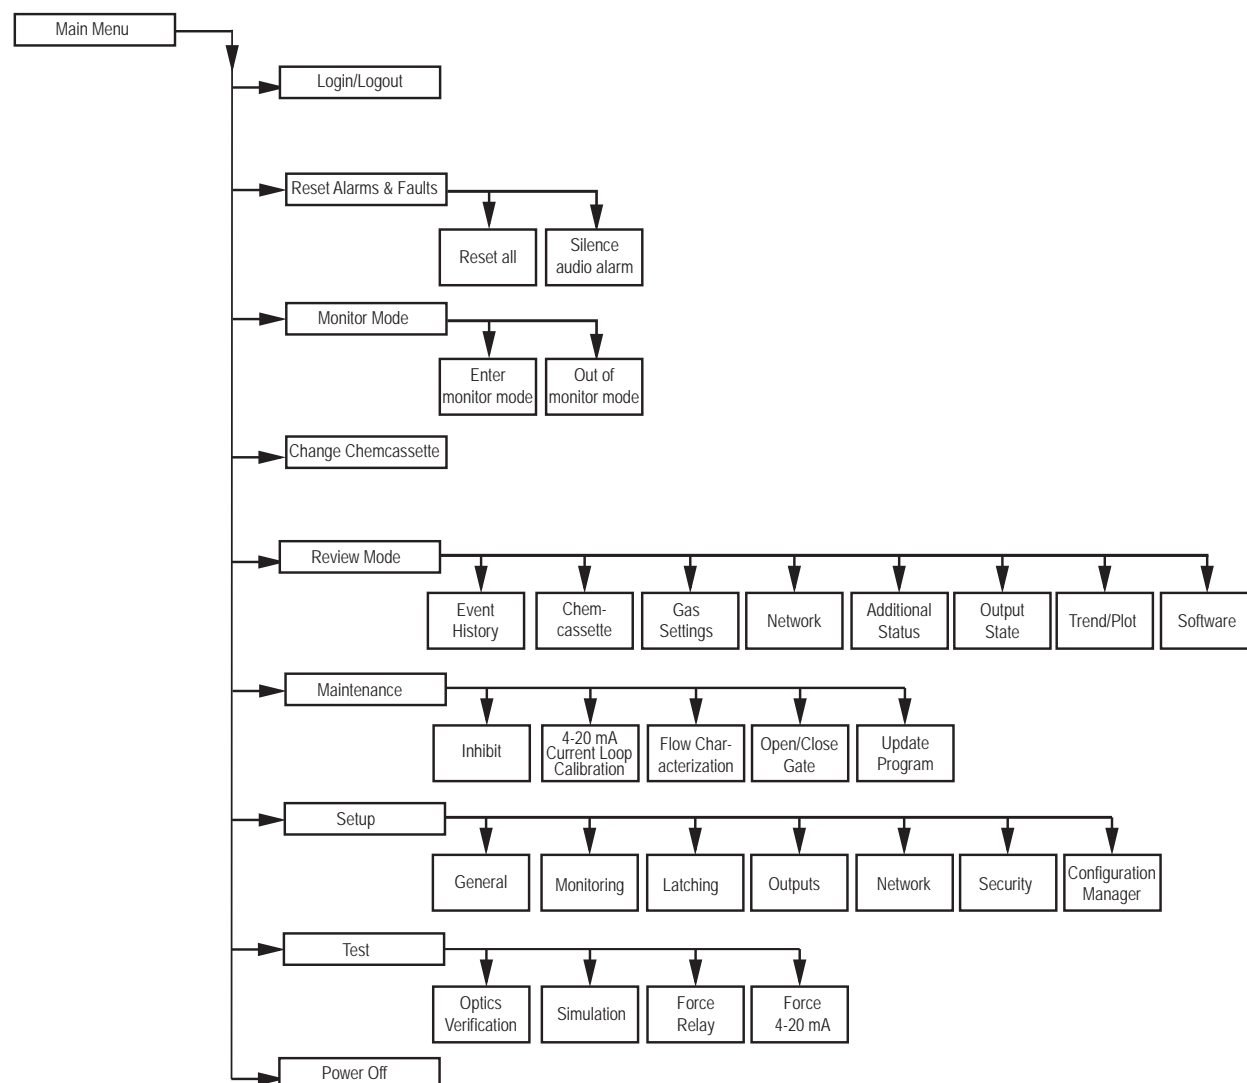 Main Menu
Login/Logout
Reset Alarms & Faults
Reset all
Silence
audio alarm
Monitor Mode
Enter
monitor mode
Out of
monitor mode
Change Chemcassette
Review Mode
Event
History
Chem-
cassette
Gas
Settings
Network
Additional
Status
Output
State
Trend/Plot
Software
Maintenance
Inhibit
4-20 mA
Current Loop
Calibration
Flow Char-
acterization
Open/Close
Gate
Update
Program
Setup
General
Monitoring
Latching
Outputs
Network
Security
Configuration
Manager
Test
Optics
Verification
Simulation
Force
Relay
Force
4-20 mA
Power Off